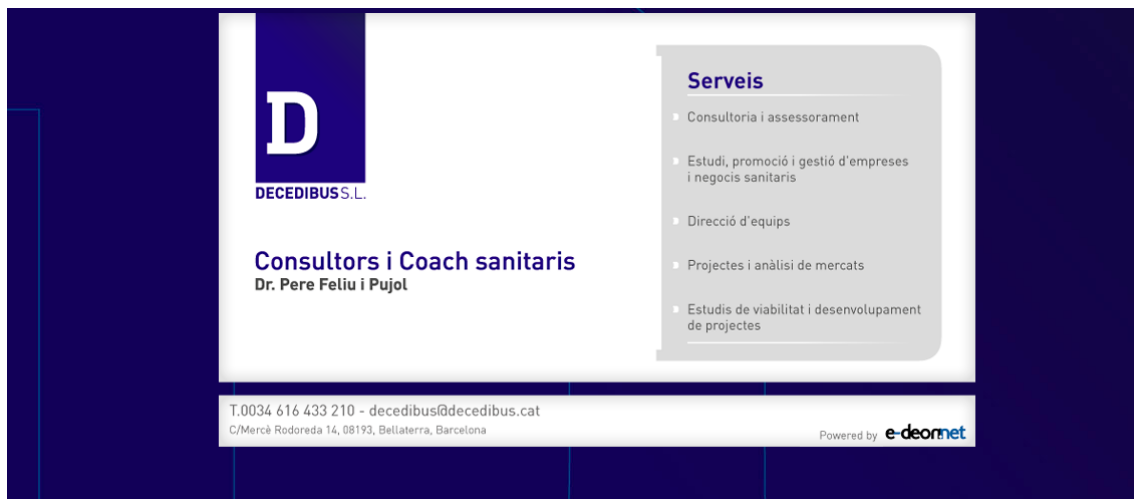 D
DECEDIBUS S.L.
Consultors i Coach sanitaris
Dr. Pere Feliu i Pujol
Serveis
Consultoria i assessorament
Estudi, promoció i gestió d'empreses
i negocis sanitaris
Direcció d'equips
Projectes i anàlisi de mercats
Estudis de viabilitat i desenvolupament
de projectes
T.0034 616 433 210 - decedibus@decedibus.cat
C/Mercè Rodoreda 14, 08193, Bellaterra, Barcelona
Powered by e-deon.net